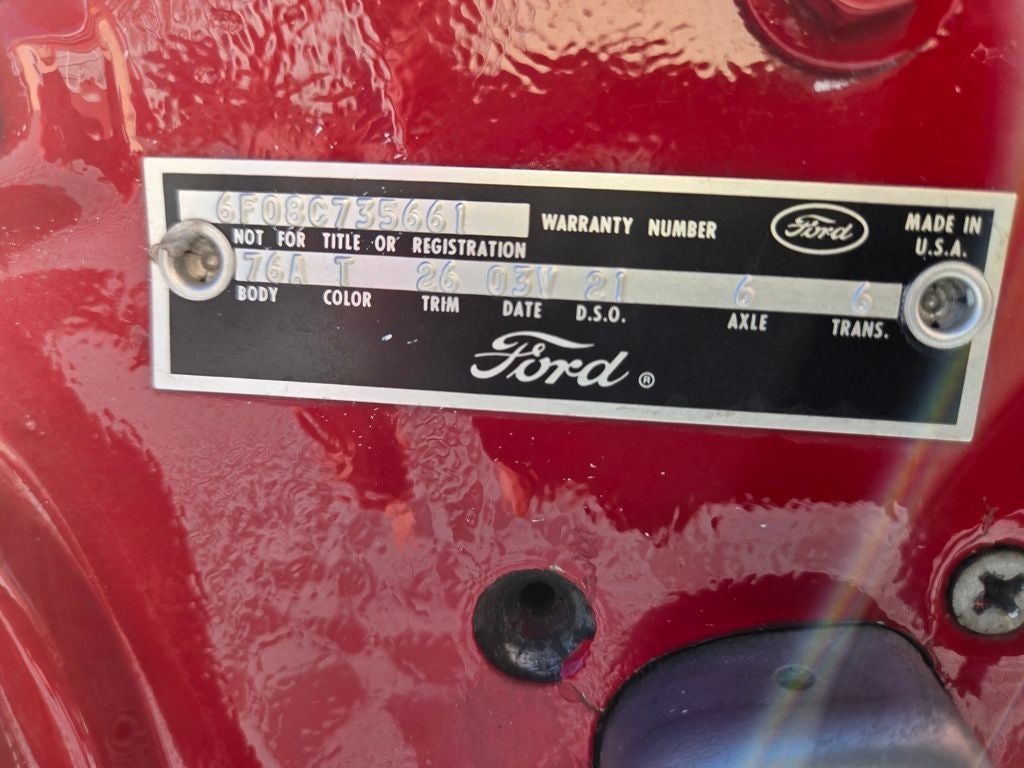 6F08C735661 WARRANTY NUMBER Ford MADE IN
NOT FOR TITLE OR REGISTRATION U.S.A.
76A T 26 03V 21 6 6
BODY COLOR TRIM DATE D.S.O. AXLE TRANS.
Ford ®